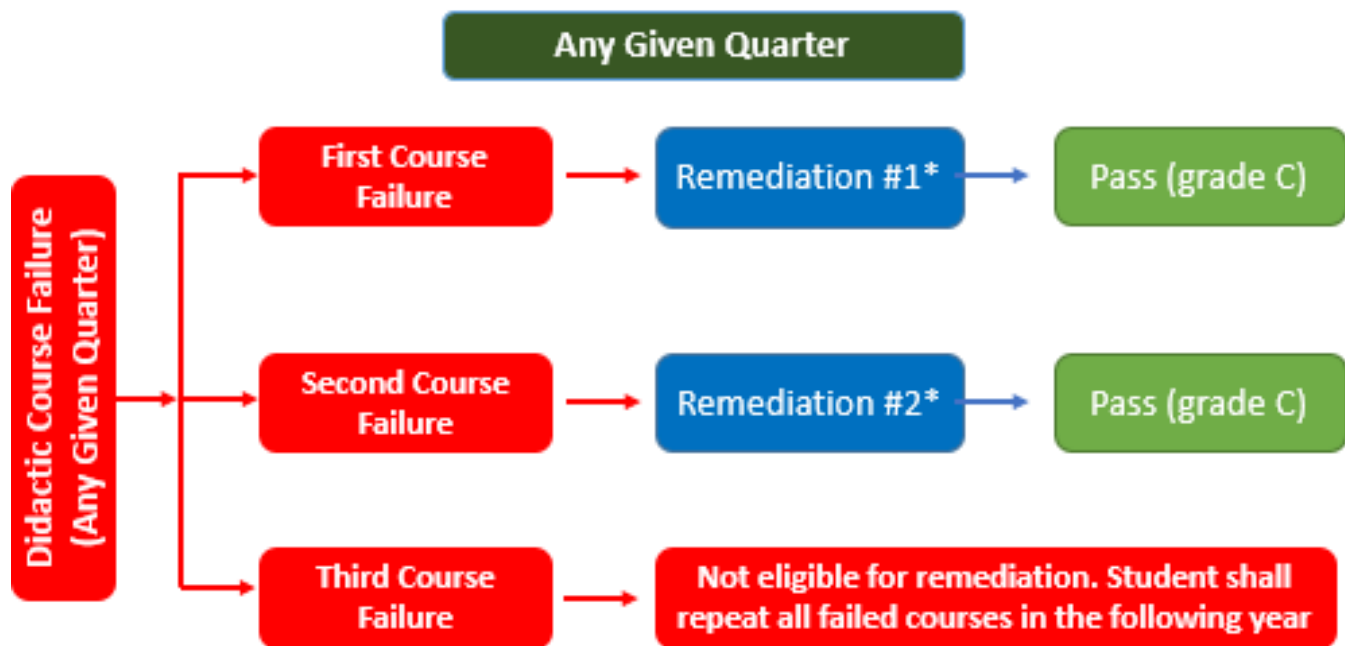 Any Given Quarter
Didactic Course Failure
(Any Given Quarter)
First Course
Failure
Remediation #1*
Pass (grade C)
Second Course
Failure
Remediation #2*
Pass (grade C)
Third Course
Failure
Not eligible for remediation. Student shall
repeat all failed courses in the following year